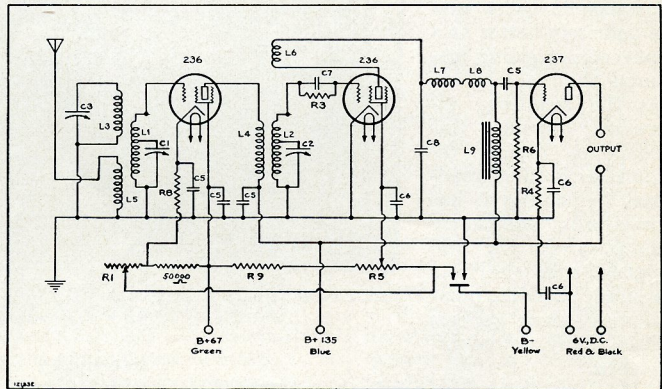 236
236
237
L6
C7
R3
L7
L8
C5
C3
L3
L1
C1
L4
L2
C2
C8
L9
R6
OUTPUT
L5
R8
C5
C5
C5
C6
R4
C6
R1
50000
Ω
R9
R5
C6
B+67
Green
B+ 135
Blue
B-
Yellow
6V., D.C.
Red & Black